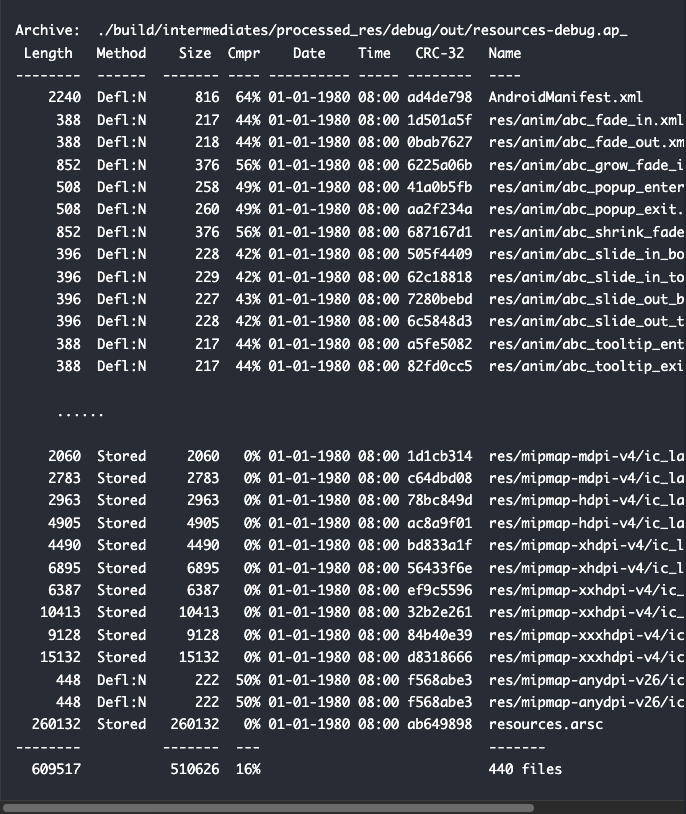 Archive:  ./build/intermediates/processed_res/debug/out/resources-debug.ap_
 Length   Method    Size  Cmpr    Date    Time   CRC-32   Name
--------  ------  ------- ---- ---------- ----- --------  ----
    2240  Defl:N      816  64% 01-01-1980 08:00 ad4de798  AndroidManifest.xml
     388  Defl:N      217  44% 01-01-1980 08:00 1d501a5f  res/anim/abc_fade_in.xml
     388  Defl:N      218  44% 01-01-1980 08:00 0bab7627  res/anim/abc_fade_out.xm
     852  Defl:N      376  56% 01-01-1980 08:00 6225a06b  res/anim/abc_grow_fade_i
     508  Defl:N      258  49% 01-01-1980 08:00 41a0b5fb  res/anim/abc_popup_enter
     508  Defl:N      260  49% 01-01-1980 08:00 aa2f234a  res/anim/abc_popup_exit.
     852  Defl:N      376  56% 01-01-1980 08:00 687167d1  res/anim/abc_shrink_fade
     396  Defl:N      228  42% 01-01-1980 08:00 505f4409  res/anim/abc_slide_in_bo
     396  Defl:N      229  42% 01-01-1980 08:00 62c18818  res/anim/abc_slide_in_to
     396  Defl:N      227  43% 01-01-1980 08:00 7280bebd  res/anim/abc_slide_out_b
     396  Defl:N      228  42% 01-01-1980 08:00 6c5848d3  res/anim/abc_slide_out_t
     388  Defl:N      217  44% 01-01-1980 08:00 a5fe5082  res/anim/abc_tooltip_ent
     388  Defl:N      217  44% 01-01-1980 08:00 82fd0cc5  res/anim/abc_tooltip_exi
     ......
    2060  Stored     2060   0% 01-01-1980 08:00 1d1cb314  res/mipmap-mdpi-v4/ic_la
    2783  Stored     2783   0% 01-01-1980 08:00 c64dbd08  res/mipmap-mdpi-v4/ic_la
    2963  Stored     2963   0% 01-01-1980 08:00 78bc849d  res/mipmap-hdpi-v4/ic_la
    4905  Stored     4905   0% 01-01-1980 08:00 ac8a9f01  res/mipmap-hdpi-v4/ic_la
    4490  Stored     4490   0% 01-01-1980 08:00 bd833a1f  res/mipmap-xhdpi-v4/ic_l
    6895  Stored     6895   0% 01-01-1980 08:00 56433f6e  res/mipmap-xhdpi-v4/ic_l
    6387  Stored     6387   0% 01-01-1980 08:00 ef9c5596  res/mipmap-xxhdpi-v4/ic_
   10413  Stored    10413   0% 01-01-1980 08:00 32b2e261  res/mipmap-xxhdpi-v4/ic_
    9128  Stored     9128   0% 01-01-1980 08:00 84b40e39  res/mipmap-xxxhdpi-v4/ic
   15132  Stored    15132   0% 01-01-1980 08:00 d8318666  res/mipmap-xxxhdpi-v4/ic
     448  Defl:N      222  50% 01-01-1980 08:00 f568abe3  res/mipmap-anydpi-v26/ic
     448  Defl:N      222  50% 01-01-1980 08:00 f568abe3  res/mipmap-anydpi-v26/ic
  260132  Stored   260132   0% 01-01-1980 08:00 ab649898  resources.arsc
--------          -------  ---                            -------
  609517           510626  16%                            440 files